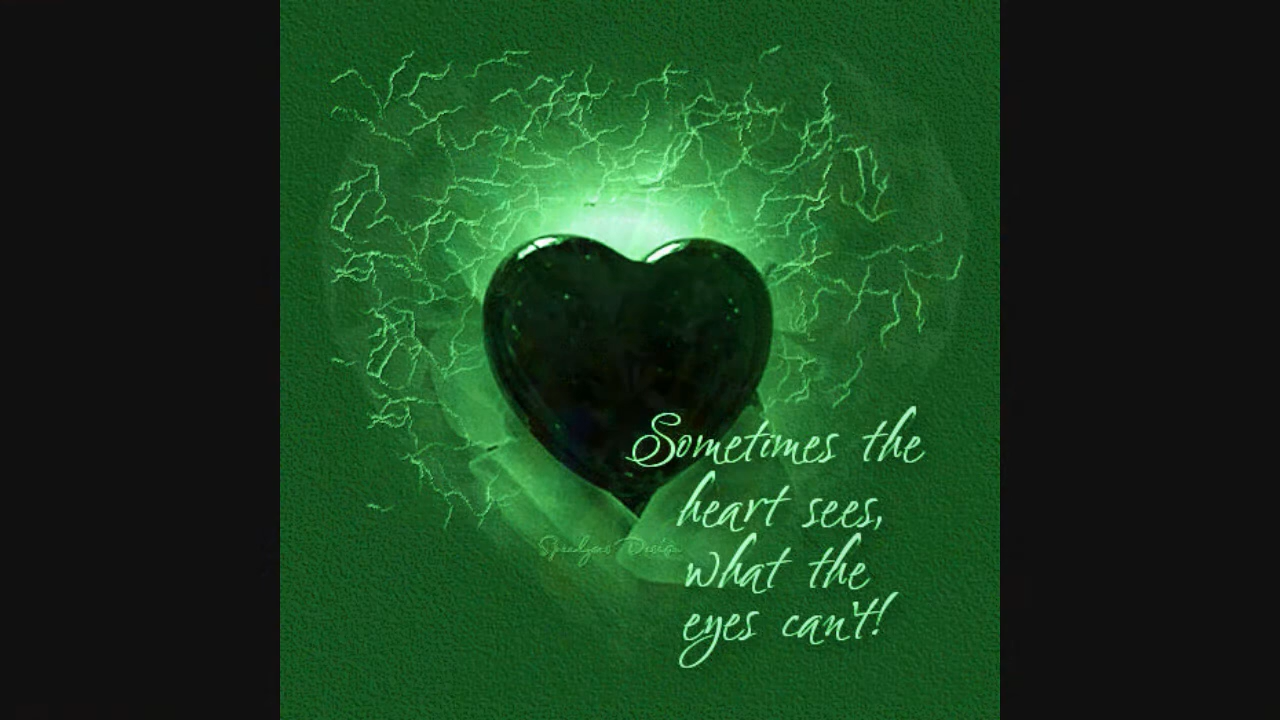 Sometimes the
heart sees,
what the
eyes can't!